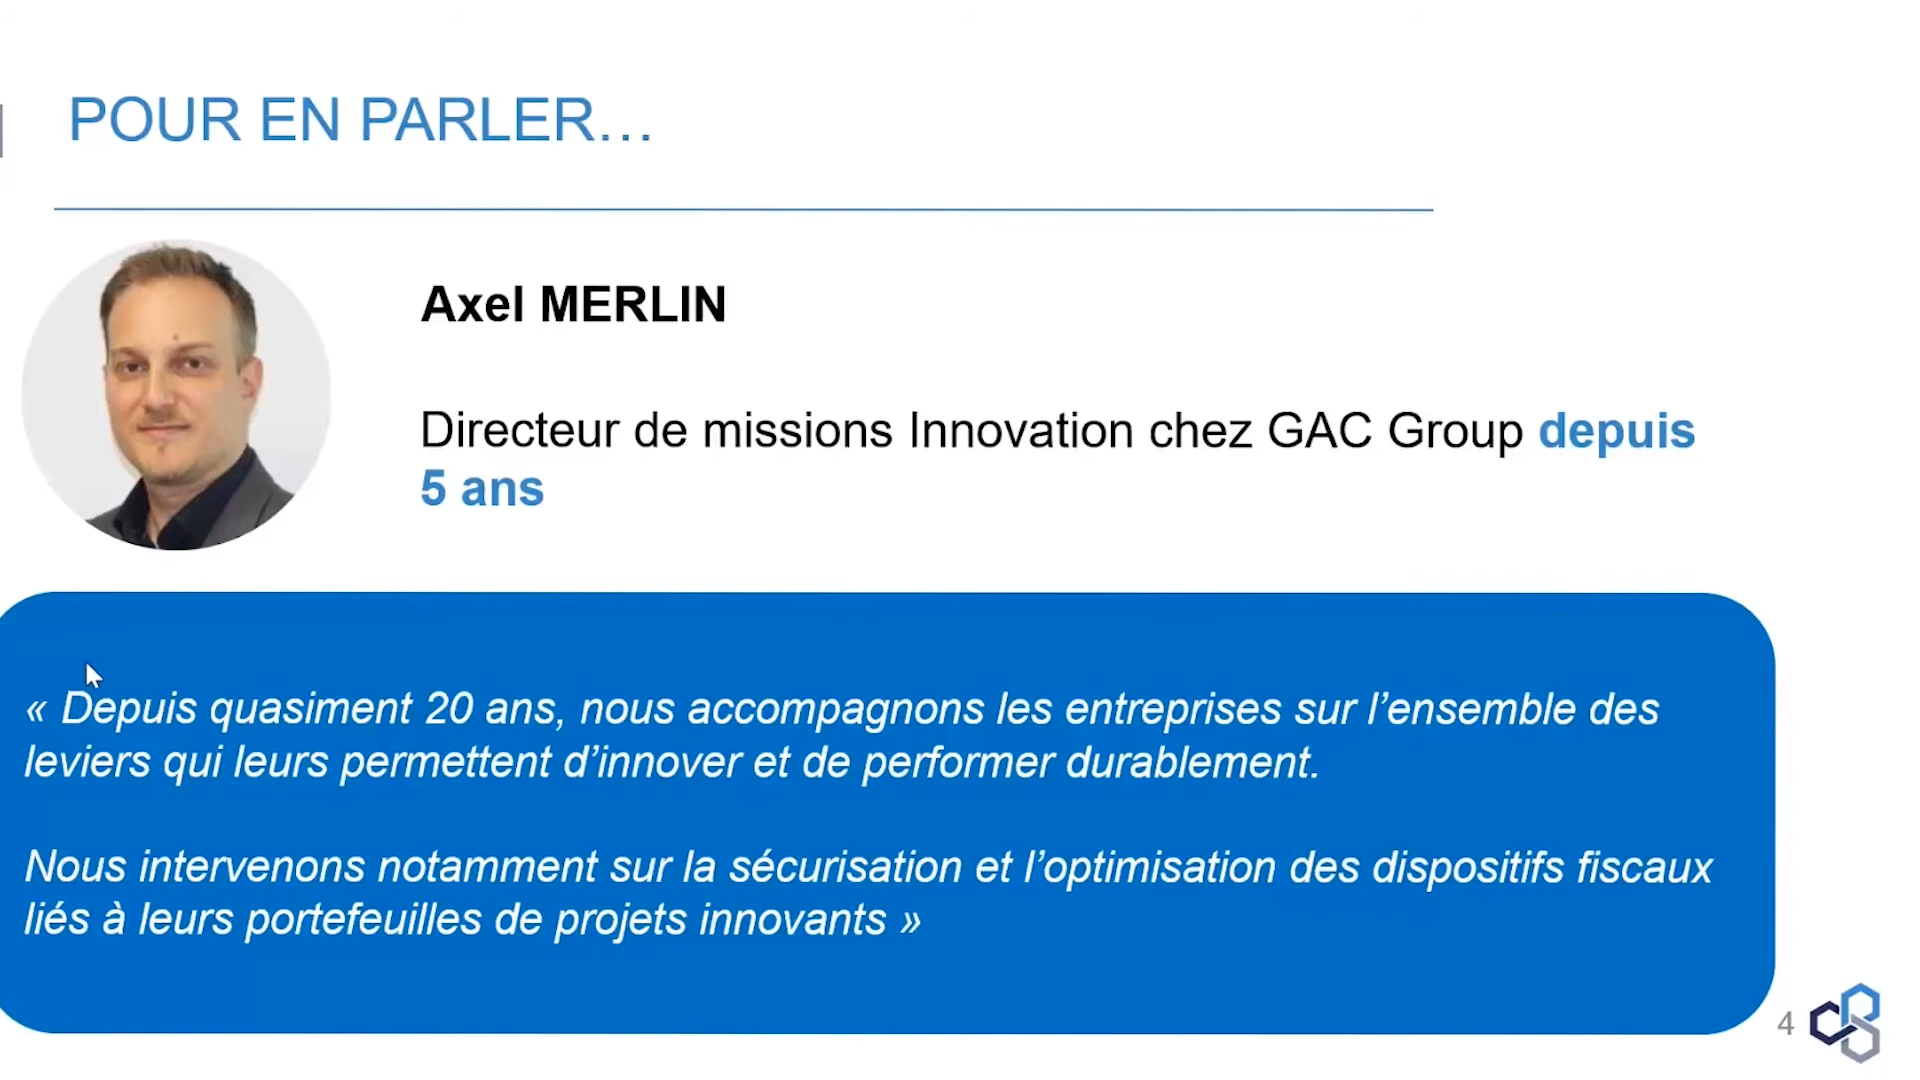 POUR EN PARLER…
Axel MERLIN
Directeur de missions Innovation chez GAC Group depuis
5 ans
« Depuis quasiment 20 ans, nous accompagnons les entreprises sur l’ensemble des
leviers qui leurs permettent d’innover et de performer durablement.
Nous intervenons notamment sur la sécurisation et l’optimisation des dispositifs fiscaux
liés à leurs portefeuilles de projets innovants »
4